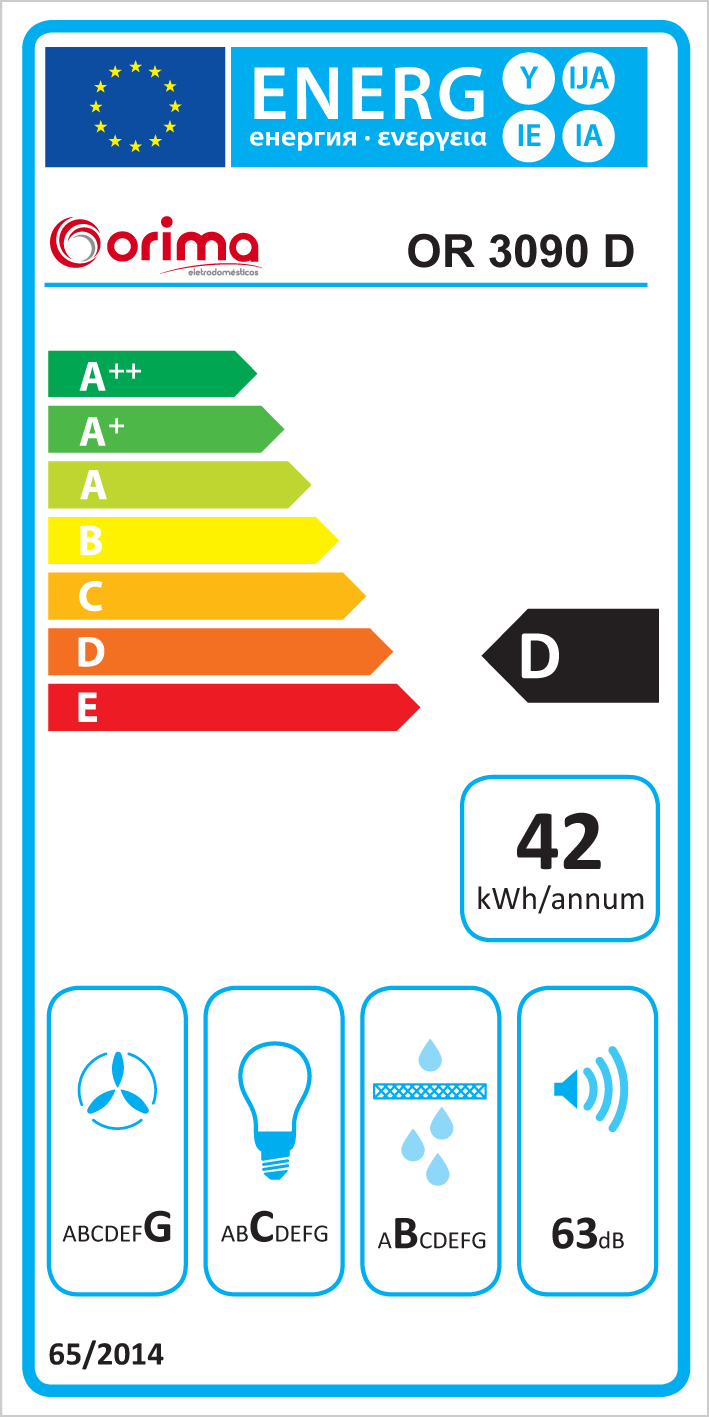 ENERG
енергия · ενεργεια
Y IJA
IE IA
orima
eletrodomésticos
OR 3090 D
A++
A+
A
B
C
D
E
D
42
kWh/annum
ABCDEFG
ABCDEFG
ABCDEFG
63dB
65/2014